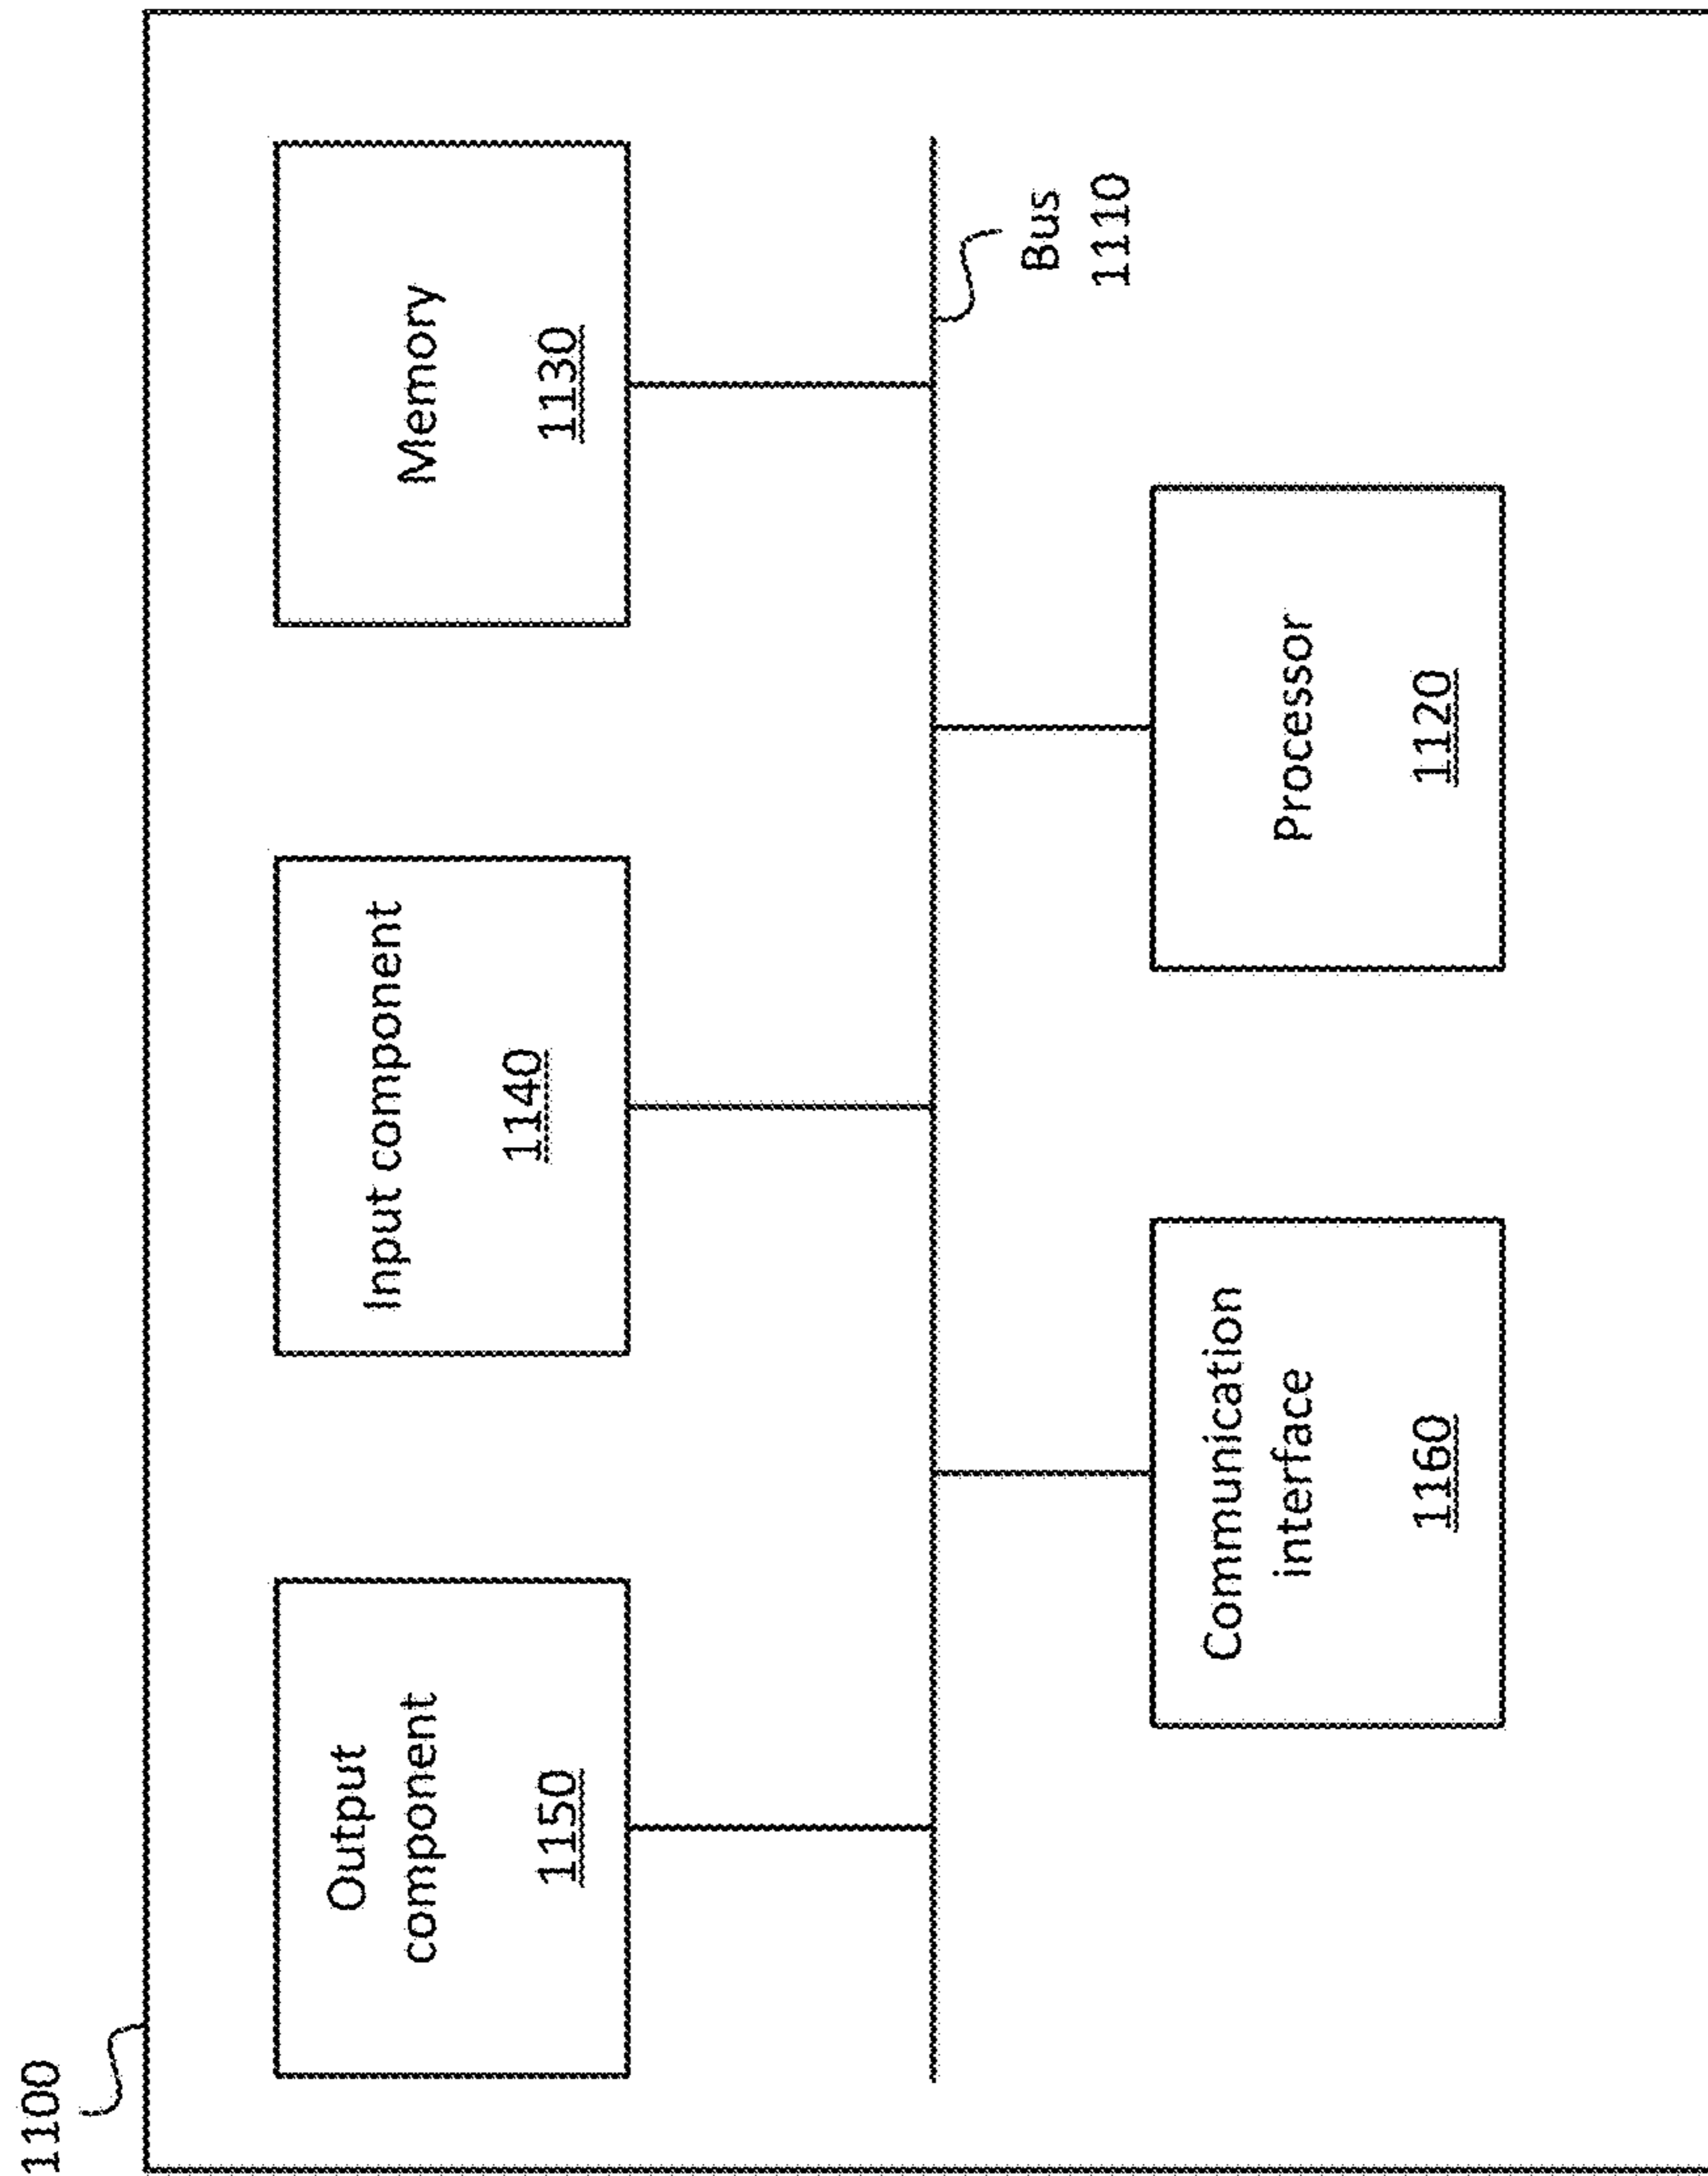 1100
Output
component
1150
Input component
1140
Memory
1130
Bus
1110
Communication
interface
1160
Processor
1120